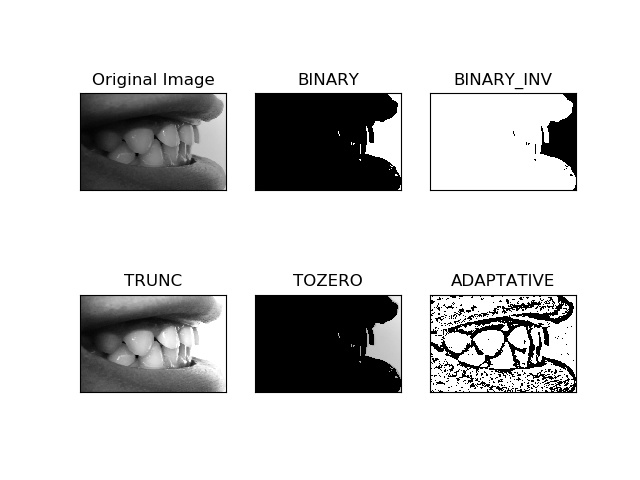 Original Image
BINARY
BINARY_INV
TRUNC
TOZERO
ADAPTATIVE